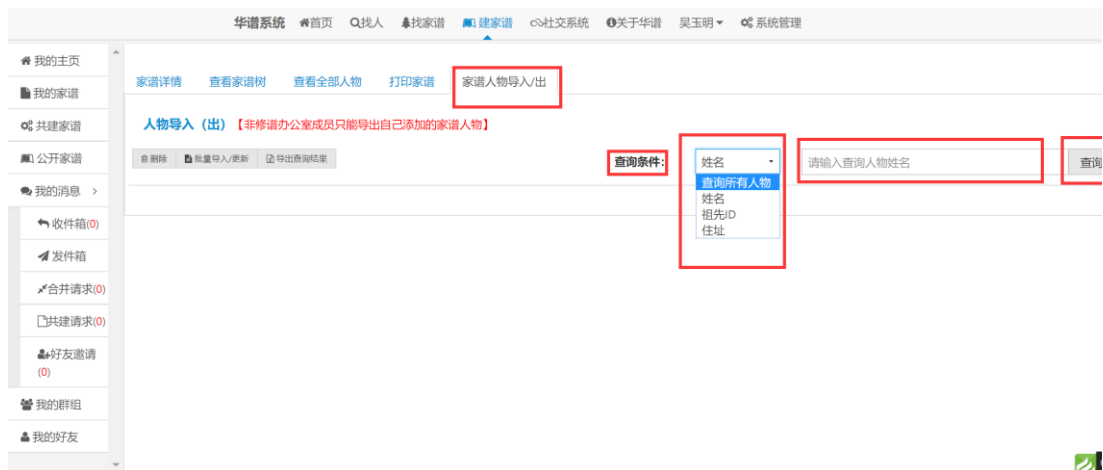 华谱系统 首页 找人 找家谱 建家谱 社交系统 关于华谱 吴玉明 系统管理
我的主页
我的家谱
共建家谱
公开家谱
我的消息 >
收件箱(0)
发件箱
合并请求(0)
共建请求(0)
好友邀请
(0)
我的群组
我的好友
家谱详情 查看家谱树 查看全部人物 打印家谱 家谱人物导入/出
人物导入（出）【非修谱办公室成员只能导出自己添加的家谱人物】
删除 批量导入/更新 导出查询结果 查询条件: 姓名 请输入查询人物姓名 查询
查询所有人物
姓名
祖先ID
住址